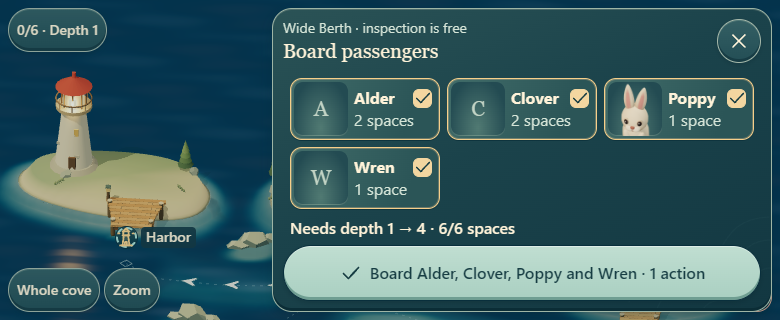 0/6 · Depth 1
Wide Berth · inspection is free
Board passengers
A
Alder
2 spaces
C
Clover
2 spaces
Poppy
1 space
W
Wren
1 space
Needs depth 1 → 4 · 6/6 spaces
Board Alder, Clover, Poppy and Wren · 1 action
Harbor
Whole cove
Zoom